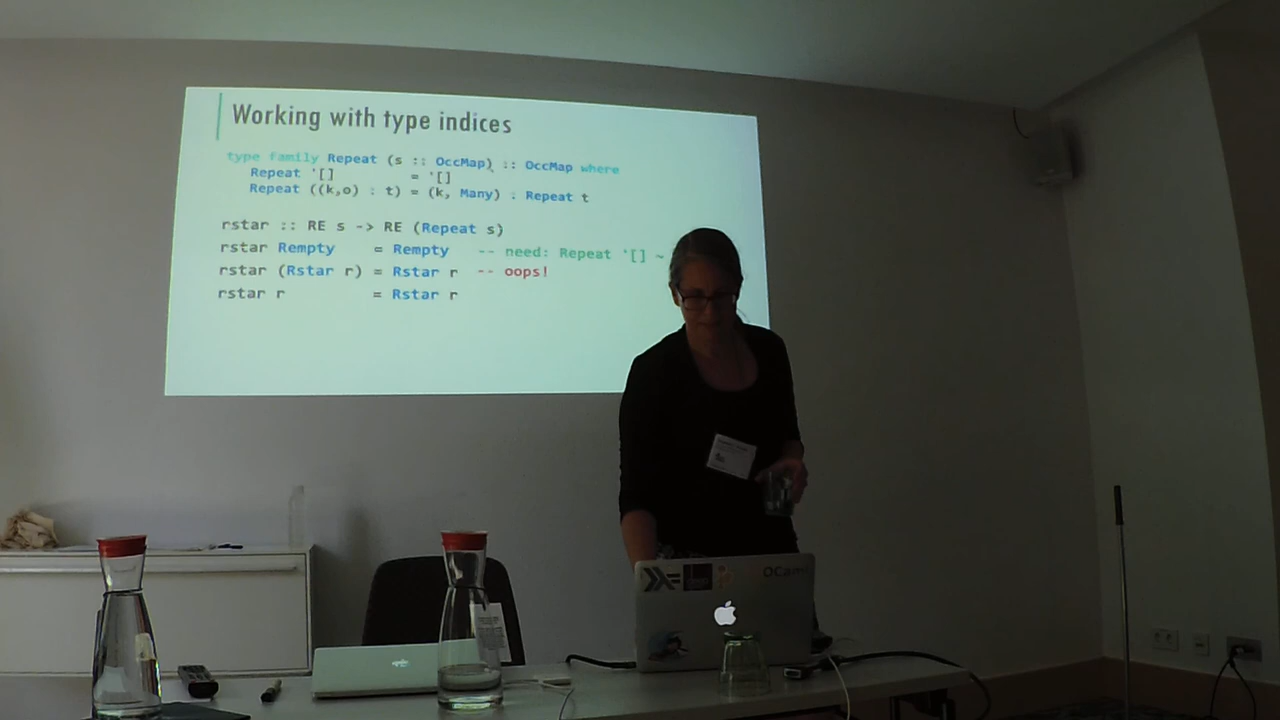 Working with type indices
type family Repeat (s :: OccMap) :: OccMap where
Repeat '[] = '[]
Repeat ((k,o) : t) = (k, Many) : Repeat t
rstar :: RE s -> RE (Repeat s)
rstar Rempty = Rempty -- need: Repeat '[] ~
rstar (Rstar r) = Rstar r -- oops!
rstar r = Rstar r
OCaml